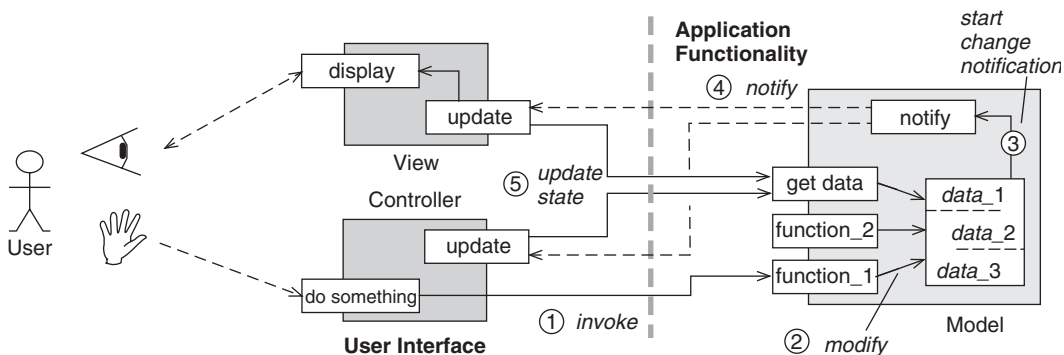 Application
Functionality
start
change
notification
display
④ notify
update
notify
③
View
⑤ update
state
get data
data_1
Controller
User
update
function_2
data_2
function_1
data_3
do something
① invoke
② modify
Model
User Interface